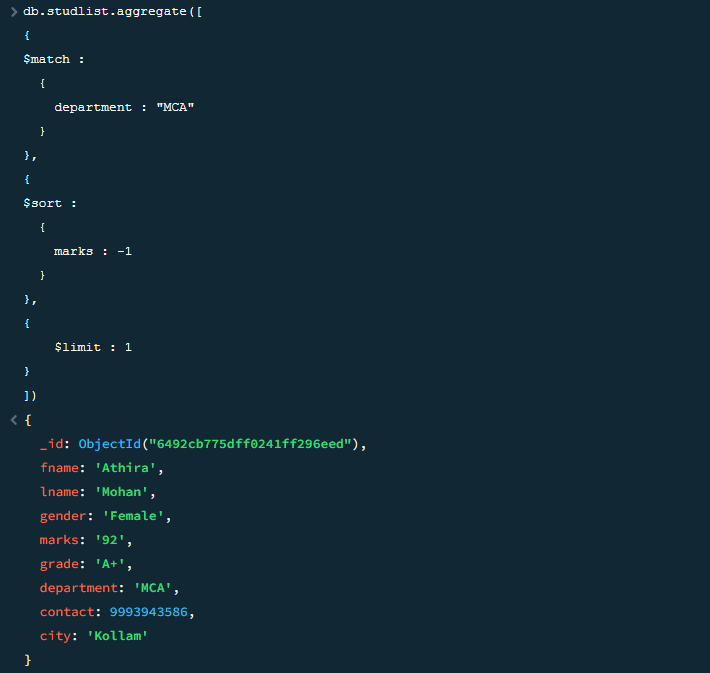 > db.studlist.aggregate([
{
$match :
{
department : "MCA"
}
},
{
$sort :
{
marks : -1
}
},
{
$limit : 1
}
])
< {
_id: ObjectId("6492cb775dff0241ff296eed"),
fname: 'Athira',
lname: 'Mohan',
gender: 'Female',
marks: '92',
grade: 'A+',
department: 'MCA',
contact: 9993943586,
city: 'Kollam'
}